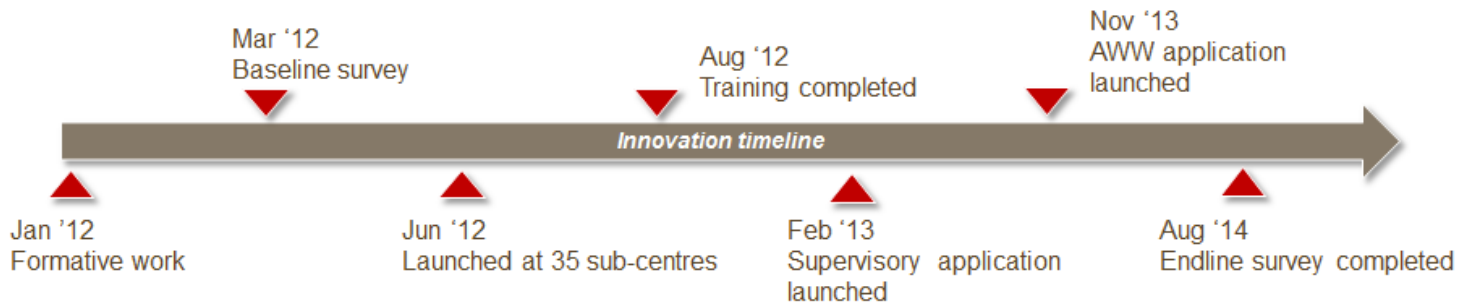 Mar ‘12
Baseline survey
Aug ‘12
Training completed
Nov ‘13
AWW application
launched
Innovation timeline
Jan ’12
Formative work
Jun ‘12
Launched at 35 sub-centres
Feb ‘13
Supervisory application
launched
Aug ‘14
Endline survey completed